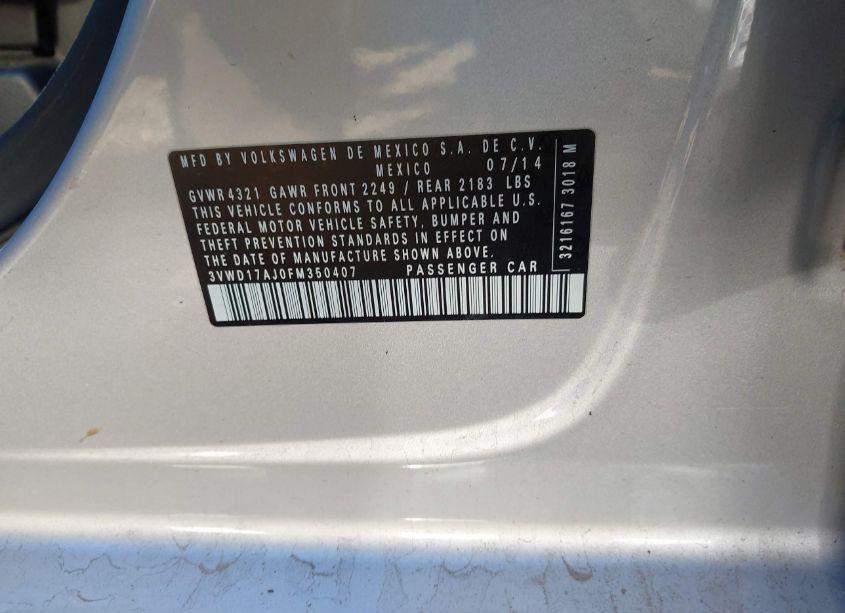 MFD BY VOLKSWAGEN DE MEXICO S.A. DE C.V.
MEXICO 07/14
GVWR 4321 GAWR FRONT 2249 / REAR 2183 LBS
THIS VEHICLE CONFORMS TO ALL APPLICABLE U.S.
FEDERAL MOTOR VEHICLE SAFETY, BUMPER AND
THEFT PREVENTION STANDARDS IN EFFECT ON
THE DATE OF MANUFACTURE SHOWN ABOVE.
3VWD17AJ0FM350407 PASSENGER CAR
3216167 3018 M